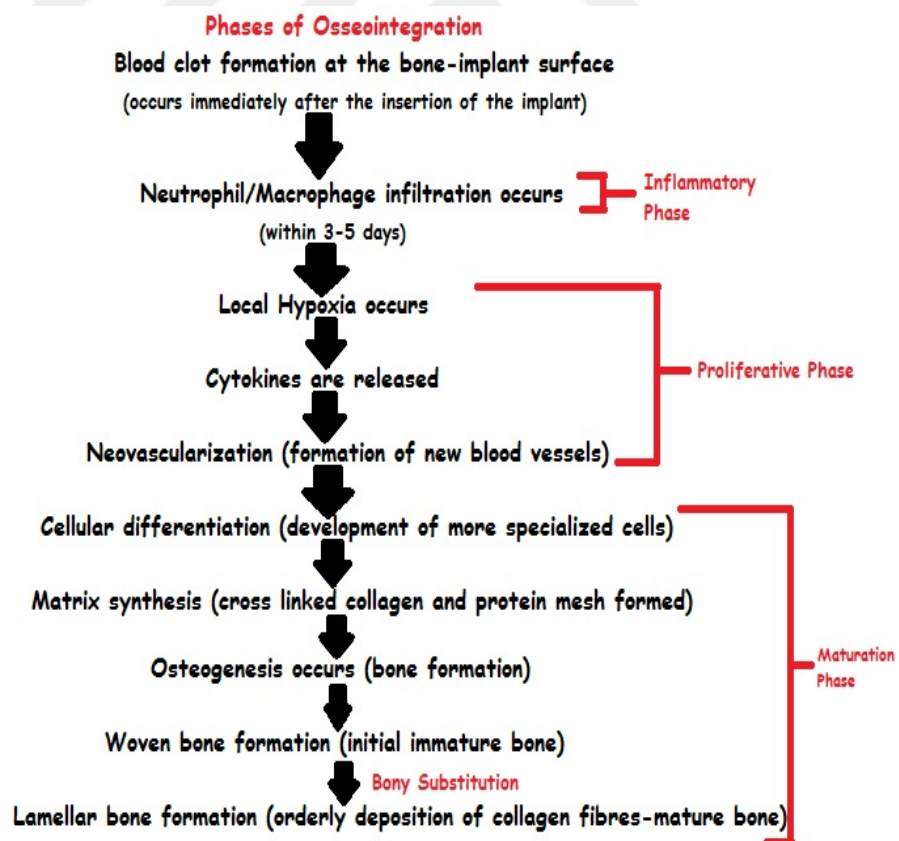 Phases of Osseointegration
Blood clot formation at the bone-implant surface
(occurs immediately after the insertion of the implant)
Neutrophil/Macrophage infiltration occurs
Inflammatory
Phase
(within 3-5 days)
Local Hypoxia occurs
Cytokines are released
Proliferative Phase
Neovascularization (formation of new blood vessels)
Cellular differentiation (development of more specialized cells)
Matrix synthesis (cross linked collagen and protein mesh formed)
Osteogenesis occurs (bone formation)
Maturation
Phase
Woven bone formation (initial immature bone)
Bony Substitution
Lamellar bone formation (orderly deposition of collagen fibres-mature bone)